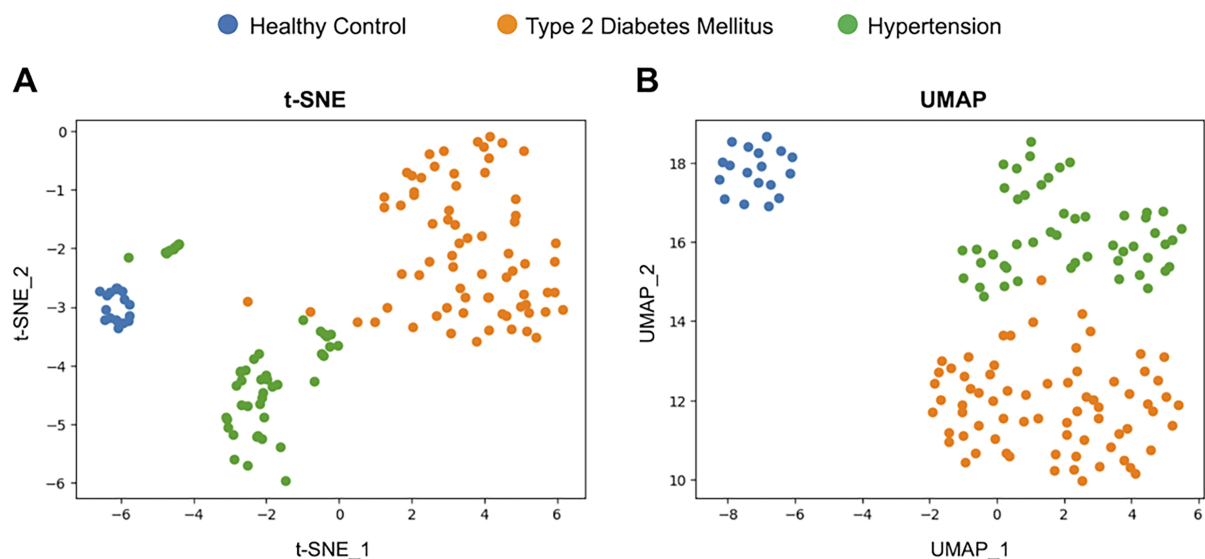 Healthy Control Type 2 Diabetes Mellitus Hypertension
A B
t-SNE UMAP
0
−1
−2
−3
−4
−5
−6
t-SNE_2
−6 −4 −2 0 2 4 6
t-SNE_1
18
16
14
12
10
UMAP_2
−8 −6 −4 −2 0 2 4 6
UMAP_1